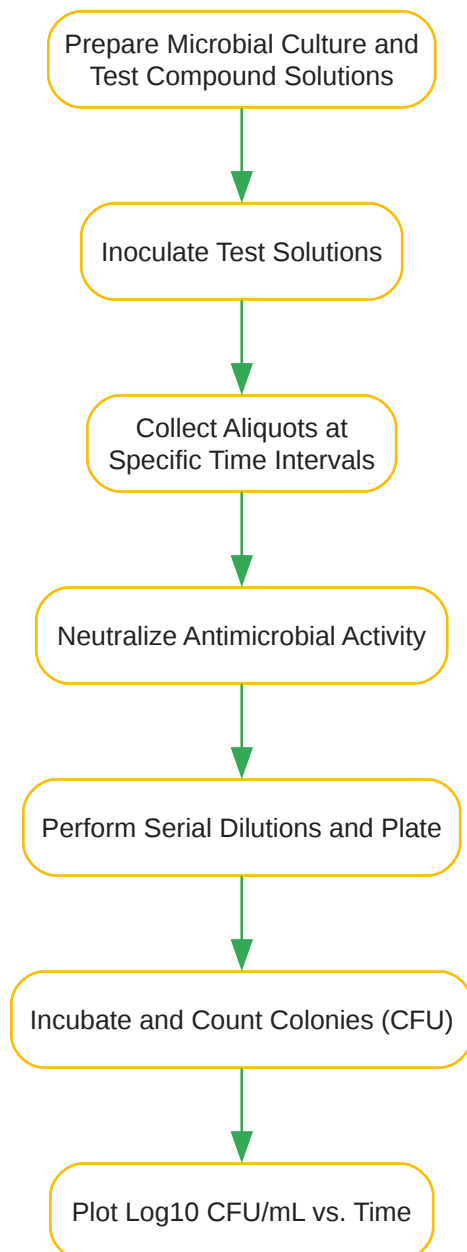 Prepare Microbial Culture and
Test Compound Solutions
Inoculate Test Solutions
Collect Aliquots at
Specific Time Intervals
Neutralize Antimicrobial Activity
Perform Serial Dilutions and Plate
Incubate and Count Colonies (CFU)
Plot Log10 CFU/mL vs. Time